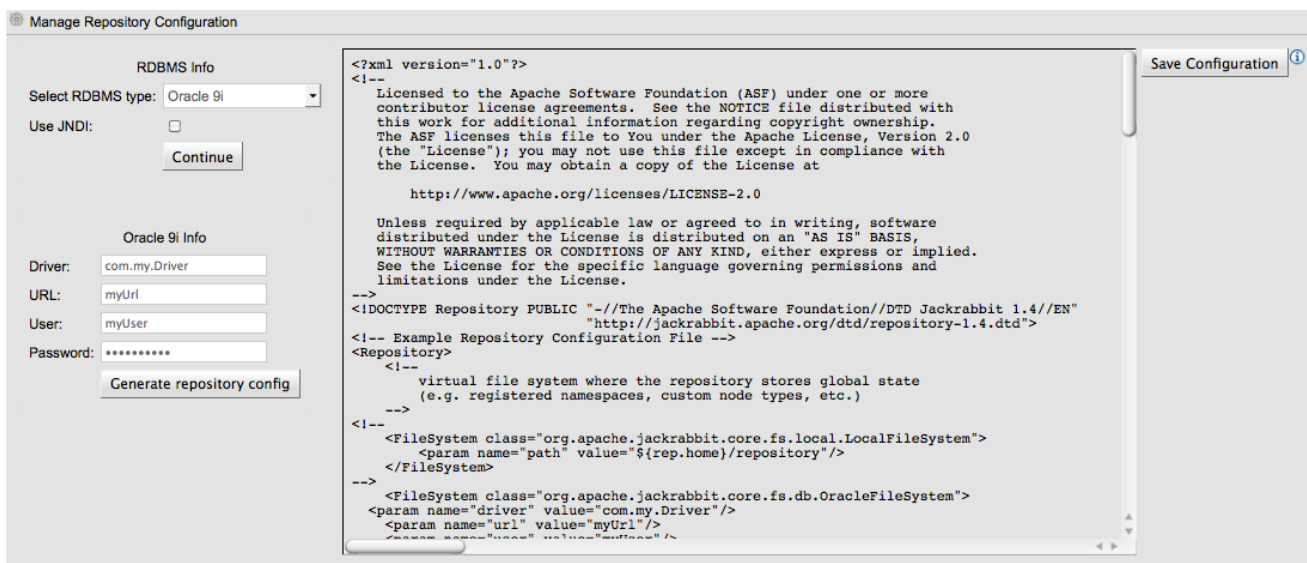 Manage Repository Configuration
RDBMS Info
Select RDBMS type: Oracle 9i
Use JNDI:
Continue
Oracle 9i Info
Driver: com.my.Driver
URL: myUrl
User: myUser
Password: ••••••••••
Generate repository config
<?xml version="1.0"?>
<!--
Licensed to the Apache Software Foundation (ASF) under one or more
contributor license agreements.  See the NOTICE file distributed with
this work for additional information regarding copyright ownership.
The ASF licenses this file to You under the Apache License, Version 2.0
(the "License"); you may not use this file except in compliance with
the License.  You may obtain a copy of the License at
http://www.apache.org/licenses/LICENSE-2.0
Unless required by applicable law or agreed to in writing, software
distributed under the License is distributed on an "AS IS" BASIS,
WITHOUT WARRANTIES OR CONDITIONS OF ANY KIND, either express or implied.
See the License for the specific language governing permissions and
limitations under the License.
-->
<!DOCTYPE Repository PUBLIC "-//The Apache Software Foundation//DTD Jackrabbit 1.4//EN"
"http://jackrabbit.apache.org/dtd/repository-1.4.dtd">
<!-- Example Repository Configuration File -->
<Repository>
<!--
virtual file system where the repository stores global state
(e.g. registered namespaces, custom node types, etc.)
-->
<!--
<FileSystem class="org.apache.jackrabbit.core.fs.local.LocalFileSystem">
<param name="path" value="${rep.home}/repository"/>
</FileSystem>
-->
<FileSystem class="org.apache.jackrabbit.core.fs.db.OracleFileSystem">
<param name="driver" value="com.my.Driver"/>
<param name="url" value="myUrl"/>
<param name="user" value="myUser"/>
Save Configuration